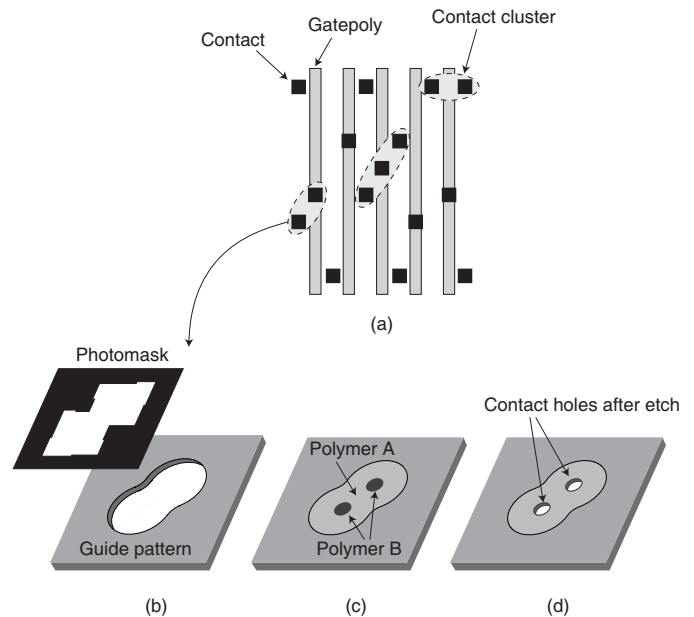 Contact cluster
Gatepoly
Contact
(a)
Photomask
Contact holes after etch
Polymer A
Guide pattern
Polymer B
(b)
(c)
(d)